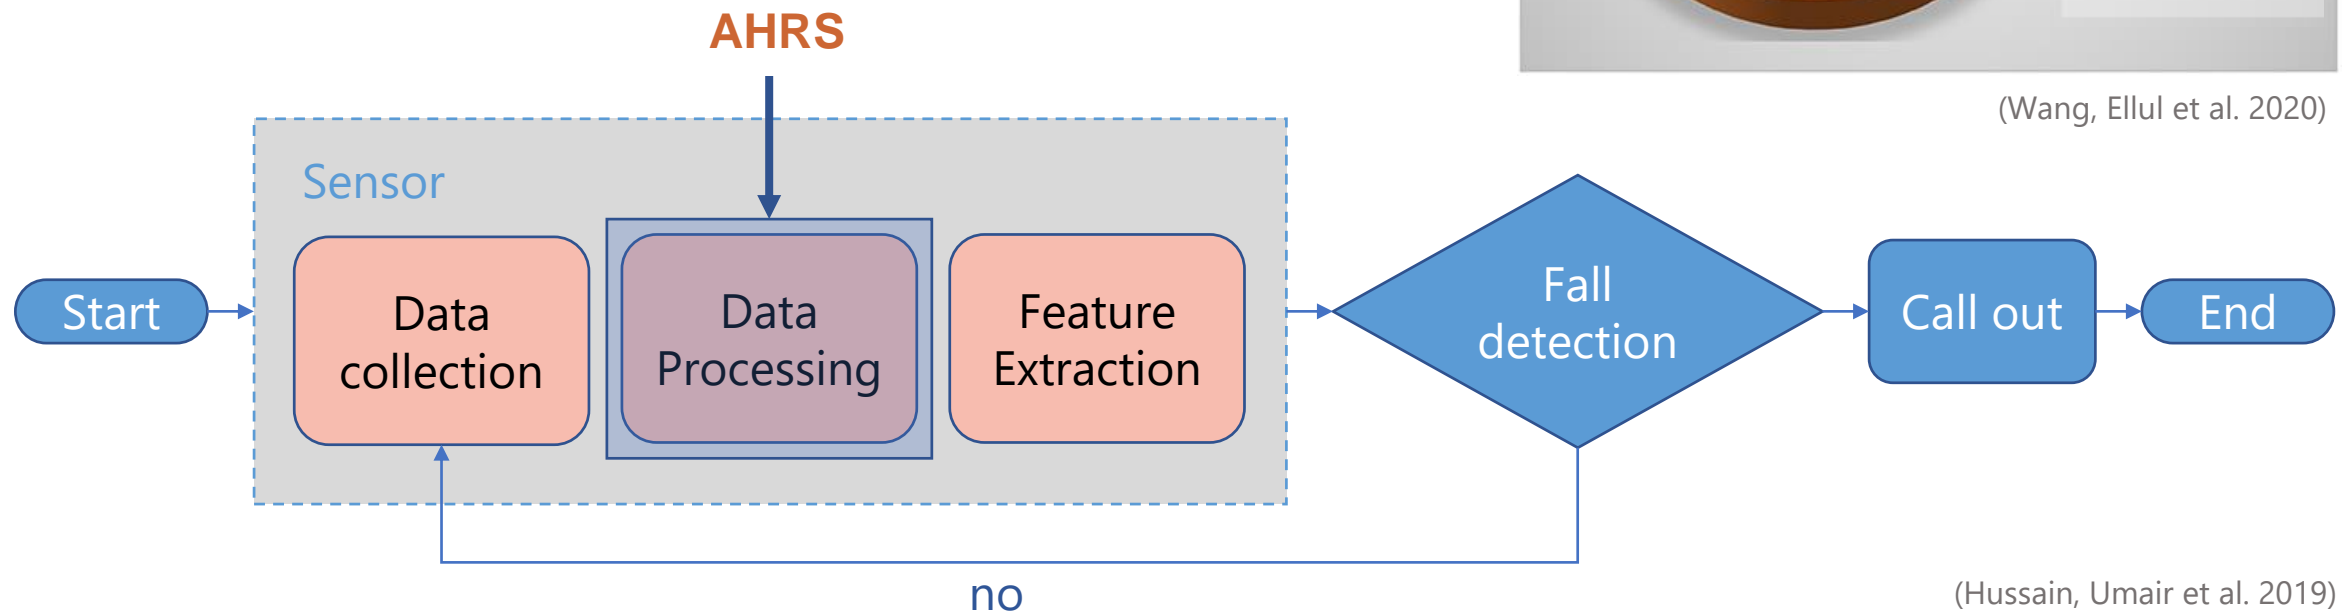 AHRS
(Wang, Ellul et al. 2020)
Sensor
Start
Data
collection
Data
Processing
Feature
Extraction
Fall
detection
Call out
End
no
(Hussain, Umair et al. 2019)